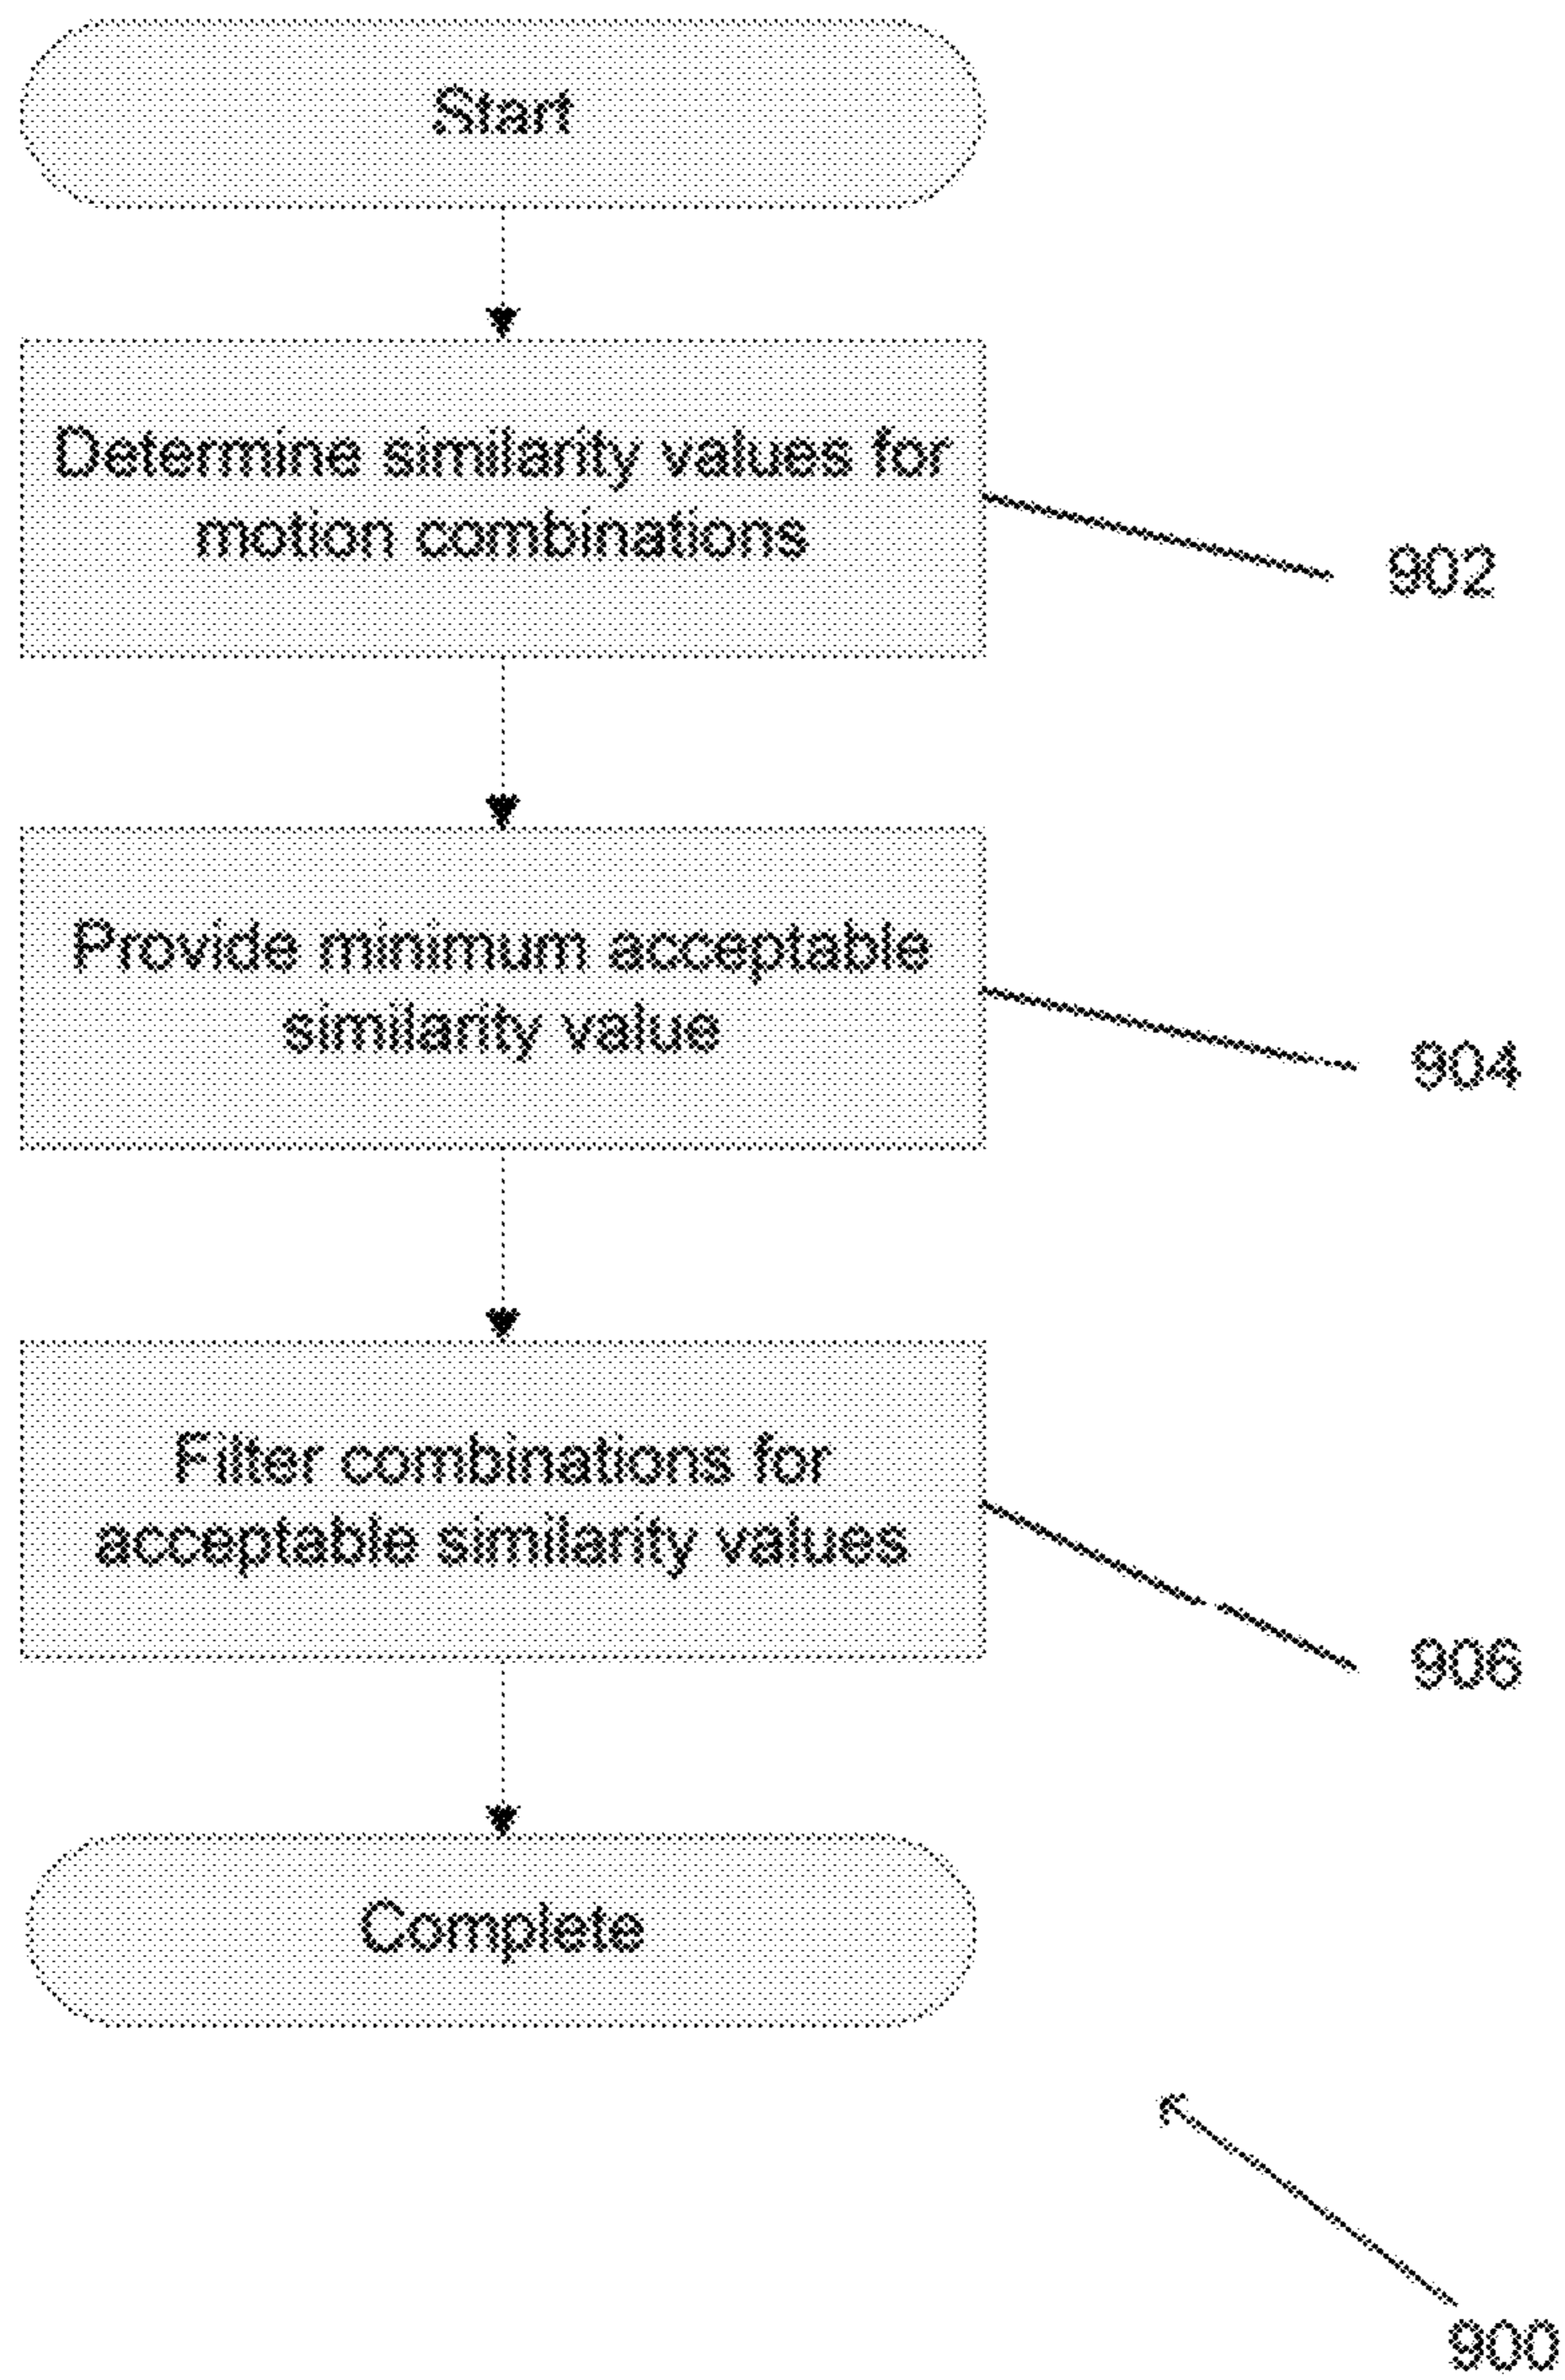 Start
Determine similarity values for
motion combinations
902
Provide minimum acceptable
similarity value
904
Filter combinations for
acceptable similarity values
906
Complete
900